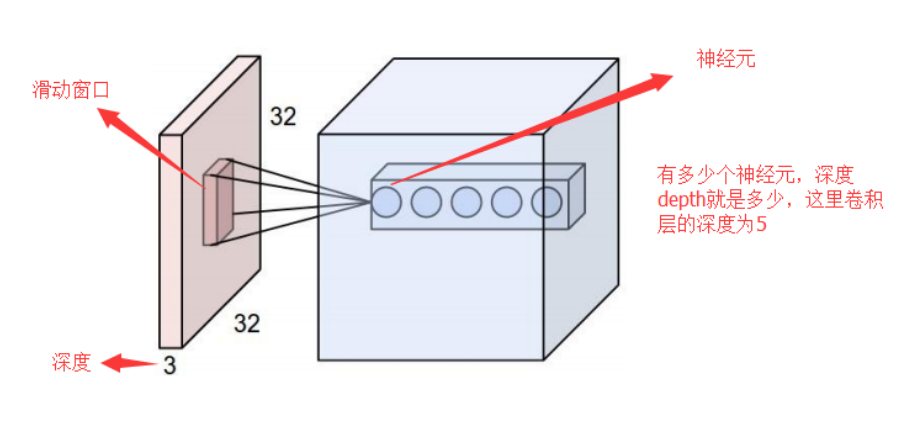 神经元
滑动窗口
32
有多少个神经元，深度
depth就是多少，这里卷积
层的深度为5
32
深度
3